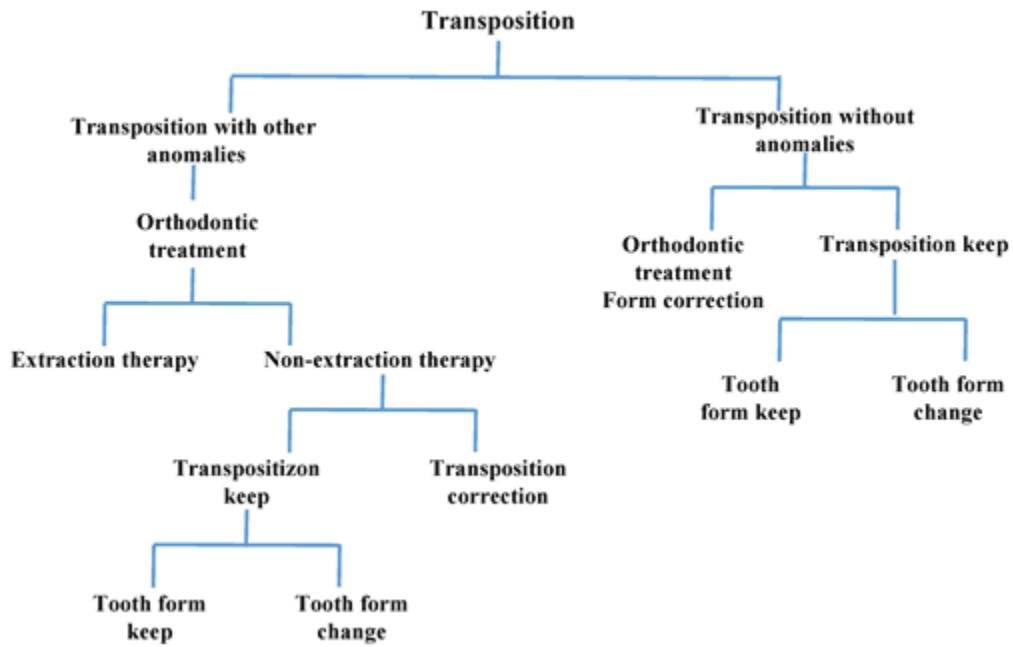 Transposition
Transposition with other
anomalies
Transposition without
anomalies
Orthodontic
treatment
Orthodontic
treatment
Form correction
Transposition keep
Extraction therapy
Non-extraction therapy
Tooth
form keep
Tooth form
change
Transpositizon
keep
Transposition
correction
Tooth form
keep
Tooth form
change